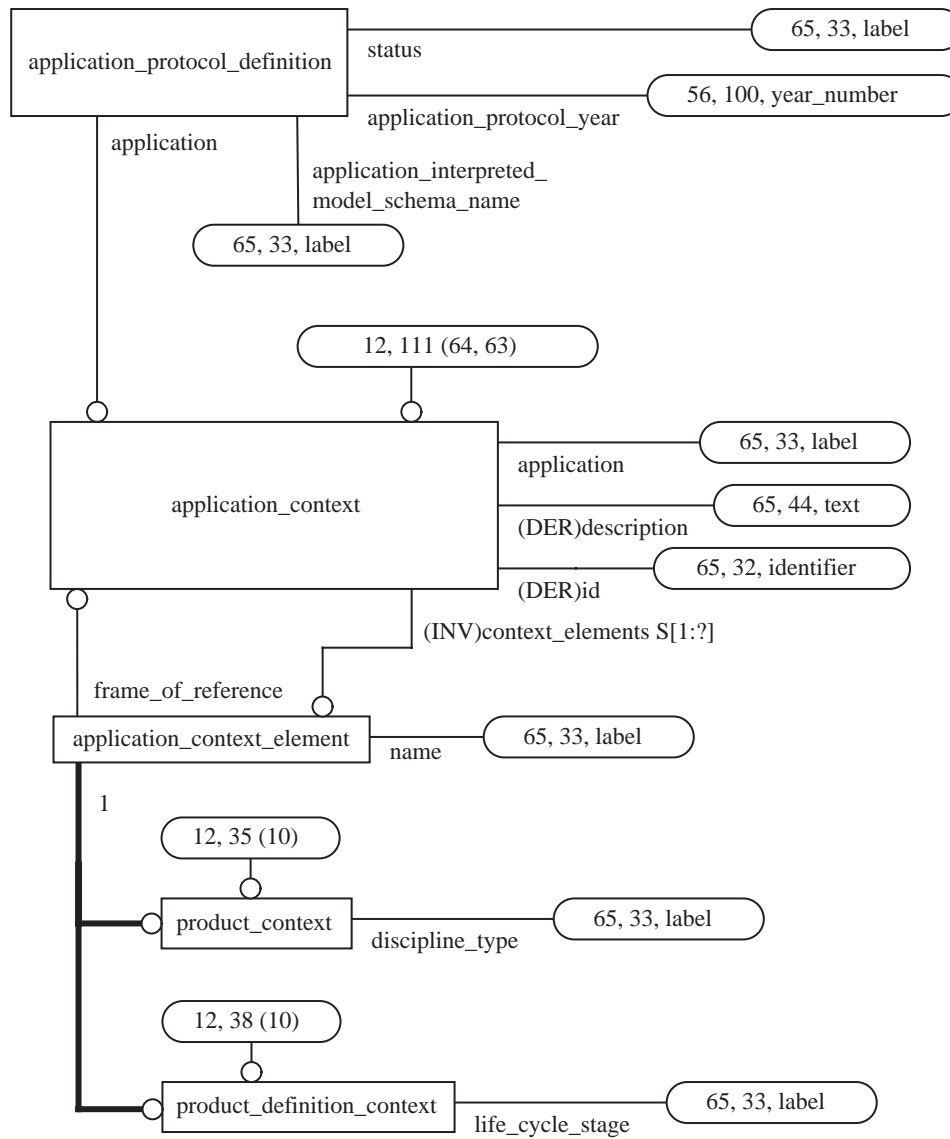 65, 33, label
status
application_protocol_definition
56, 100, year_number
application_protocol_year
application
application_interpreted_
model_schema_name
65, 33, label
12, 111 (64, 63)
65, 33, label
application
application_context
65, 44, text
(DER)description
65, 32, identifier
(DER)id
(INV)context_elements S[1:?]
frame_of_reference
application_context_element
65, 33, label
name
1
12, 35 (10)
product_context
65, 33, label
discipline_type
12, 38 (10)
product_definition_context
65, 33, label
life_cycle_stage